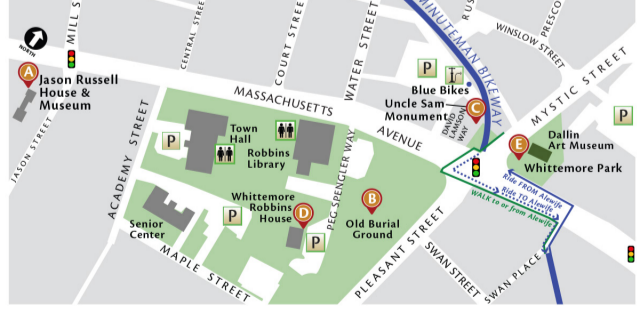 NORTH
MILL S
CENTRAL STREET
COURT STREET
WATER STREET
MINUTEMAN BIKEWAY
RUS
WINSLOW STREET
PRESCO
MYSTIC STREET
A
Jason Russell
House &
Museum
JASON STREET
ACADEMY STREET
MASSACHUSETTS
AVENUE
P
Blue Bikes
Uncle Sam
Monument
C
DAVID
LAMSON
WAY
P
Dallin
Art Museum
E
Whittemore Park
P
Town
Hall
Robbins
Library
PEG SPENGLER WAY
Whittemore
Robbins
House
D
B
Old Burial
Ground
P
P
Senior
Center
MAPLE STREET
PLEASANT STREET
SWAN STREET
SWAN PLACE
Ride FROM Alewife
Ride TO Alewife
WALK to or from Alewife